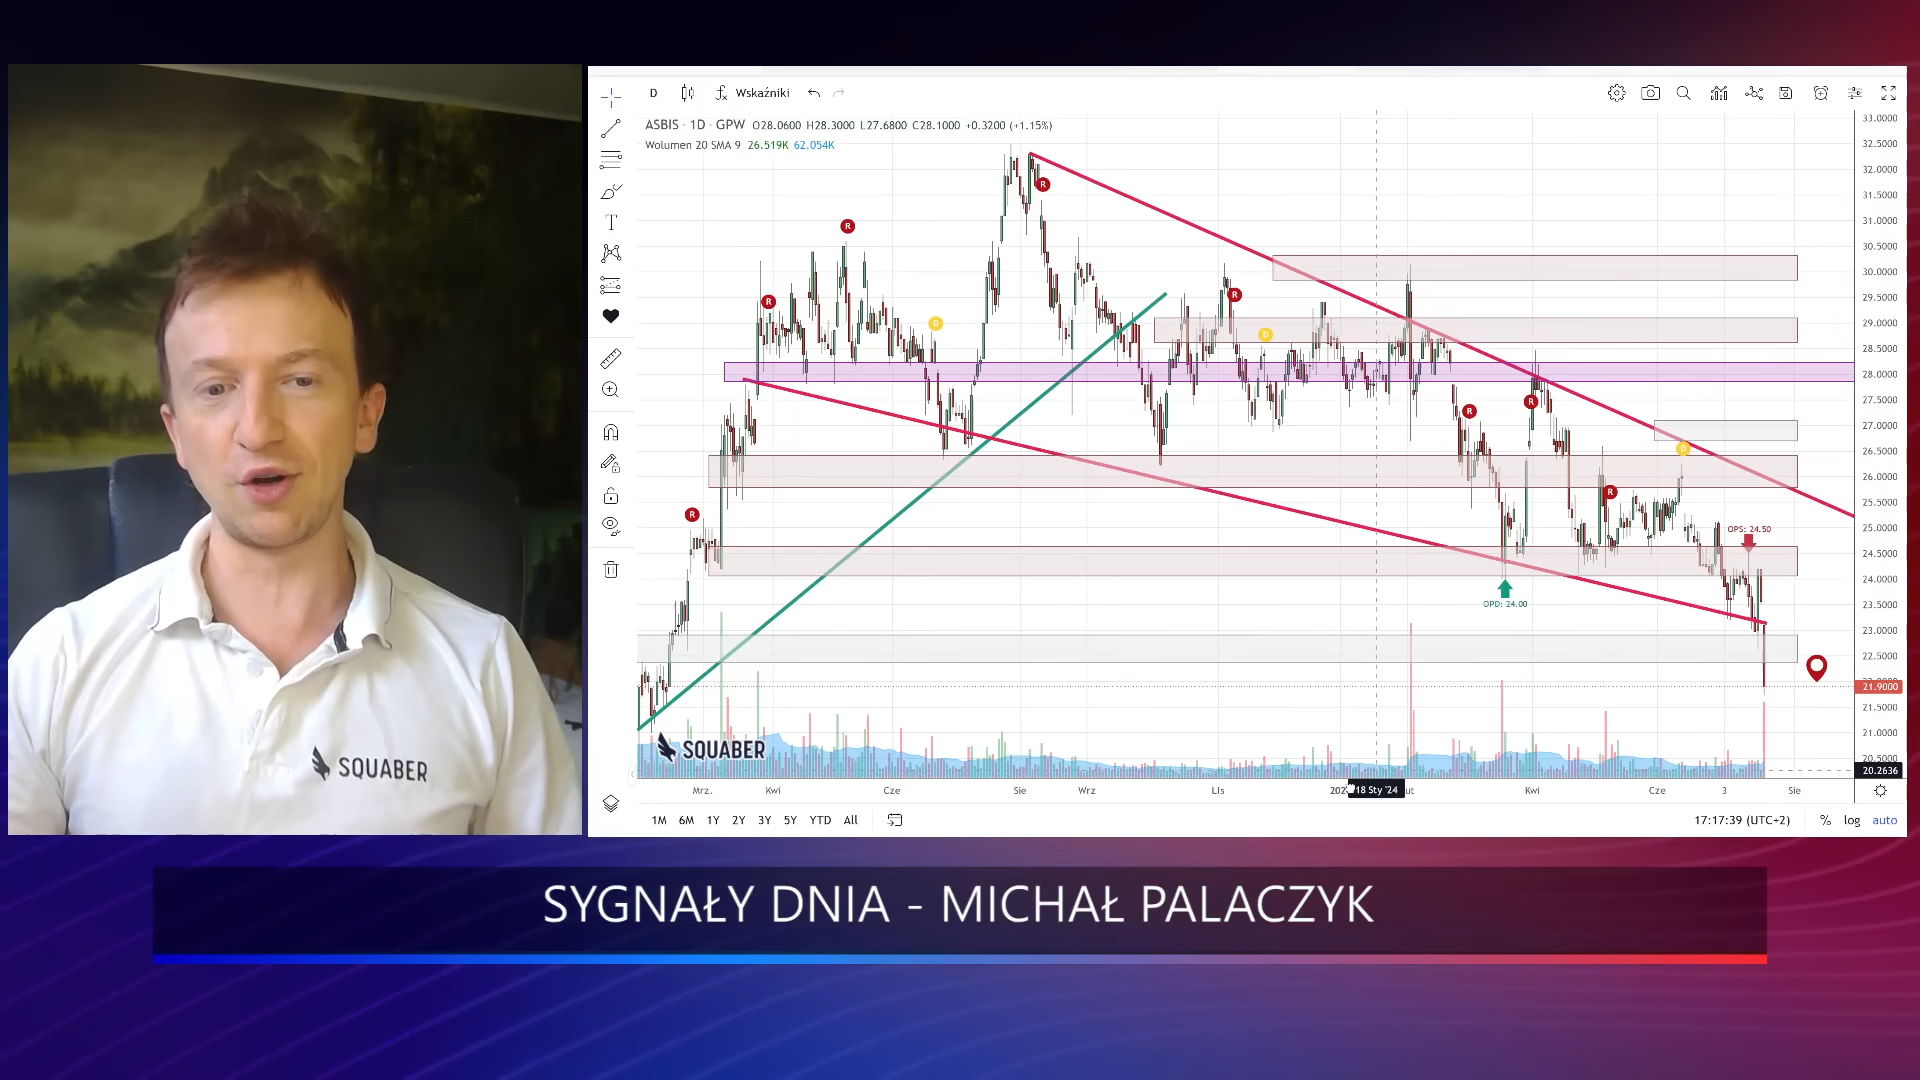 D
Wskaźniki
ASBIS · 1D · GPW O28.0600 H28.3000 L27.6800 C28.1000 +0.3200 (+1.15%)
Wolumen 20 SMA 9 26.519K 62.054K
33.0000
32.5000
32.0000
31.5000
31.0000
30.5000
30.0000
29.5000
29.0000
28.5000
28.0000
27.5000
27.0000
26.5000
26.0000
25.5000
25.0000
24.5000
24.0000
23.5000
23.0000
22.5000
21.9000
21.5000
21.0000
20.5000
20.2636
R
R
R
R
R
R
R
R
D
D
D
OPS: 24.50
OPD: 24.00
SQUABER
SQUABER
Mrz. Kwi Cze Sie Wrz LIs 18 Sty '24 Kwi Cze 3 Sie
1M 6M 1Y 2Y 3Y 5Y YTD All
17:17:39 (UTC+2) % log auto
SYGNAŁY DNIA - MICHAŁ PALACZYK